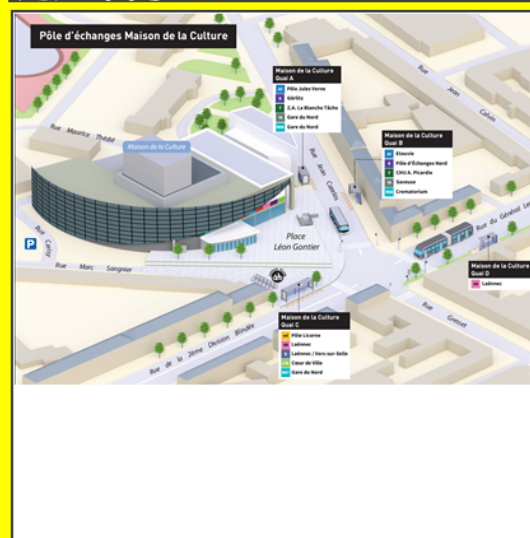 Pôle d'échanges Maison de la Culture
Maison de la Culture
Quai A
Pôle Jules Verne
Görlitz
Z.A. La Blanche Tâche
Gare du Nord
Gare du Nord
Maison de la Culture
Quai B
Etouvie
Pôle d'Échanges Nord
CHU A. Picardie
Saveuse
Crematorium
Rue Jean Calvin
Rue Maurice Thédié
Maison de la Culture
Rue Jean Catelas
Place
Léon Gontier
Rue du Général Le
P
Rue Marc Sangnier
Maison de la Culture
Quai D
Laënnec
Rue Gresset
Maison de la Culture
Quai C
Pôle Licorne
Laënnec
Laënnec / Vers-sur-Selle
Cœur de Ville
Gare du Nord
Rue de la 2ème Division Blindée